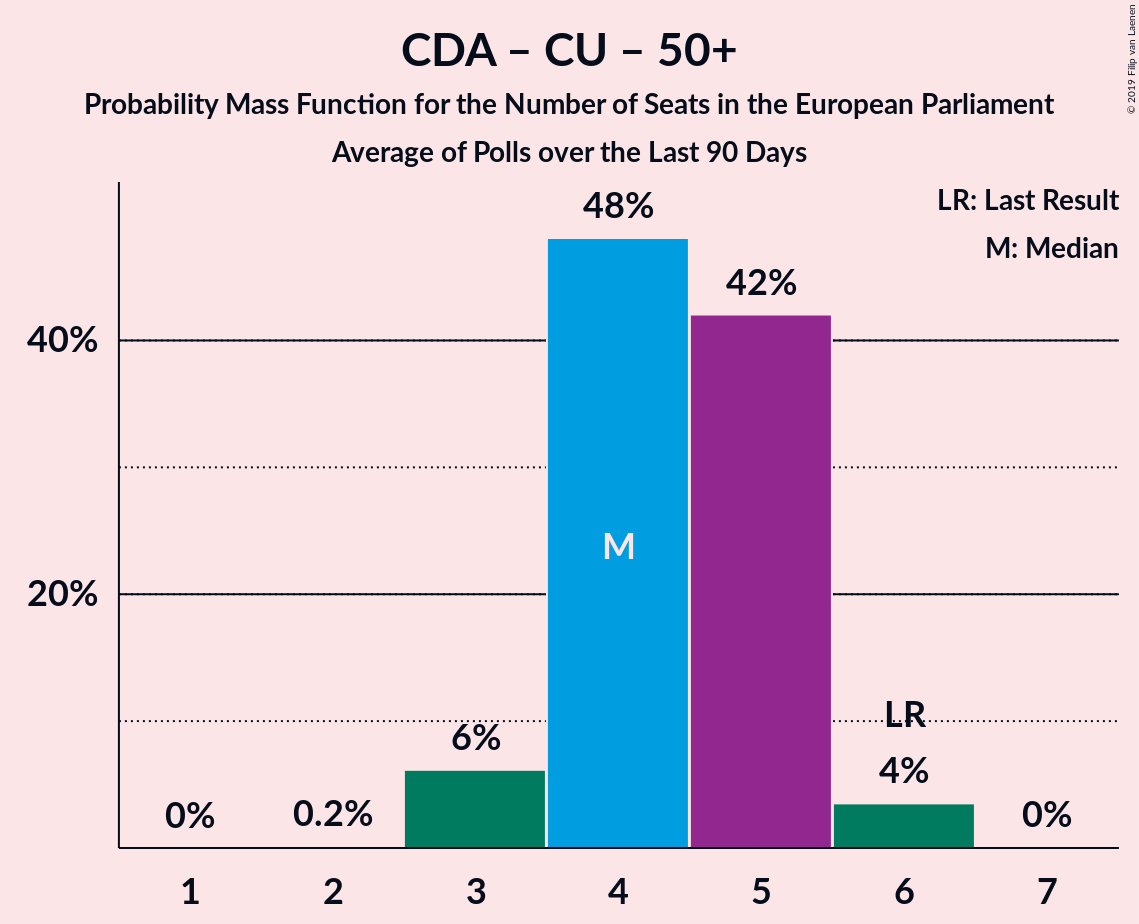 CDA – CU – 50+
Probability Mass Function for the Number of Seats in the European Parliament
Average of Polls over the Last 90 Days
© 2019 Filip van Laenen
LR: Last Result
M: Median
48%
42%
40%
M
20%
LR
6%
4%
0%
0.2%
0%
1 2 3 4 5 6 7